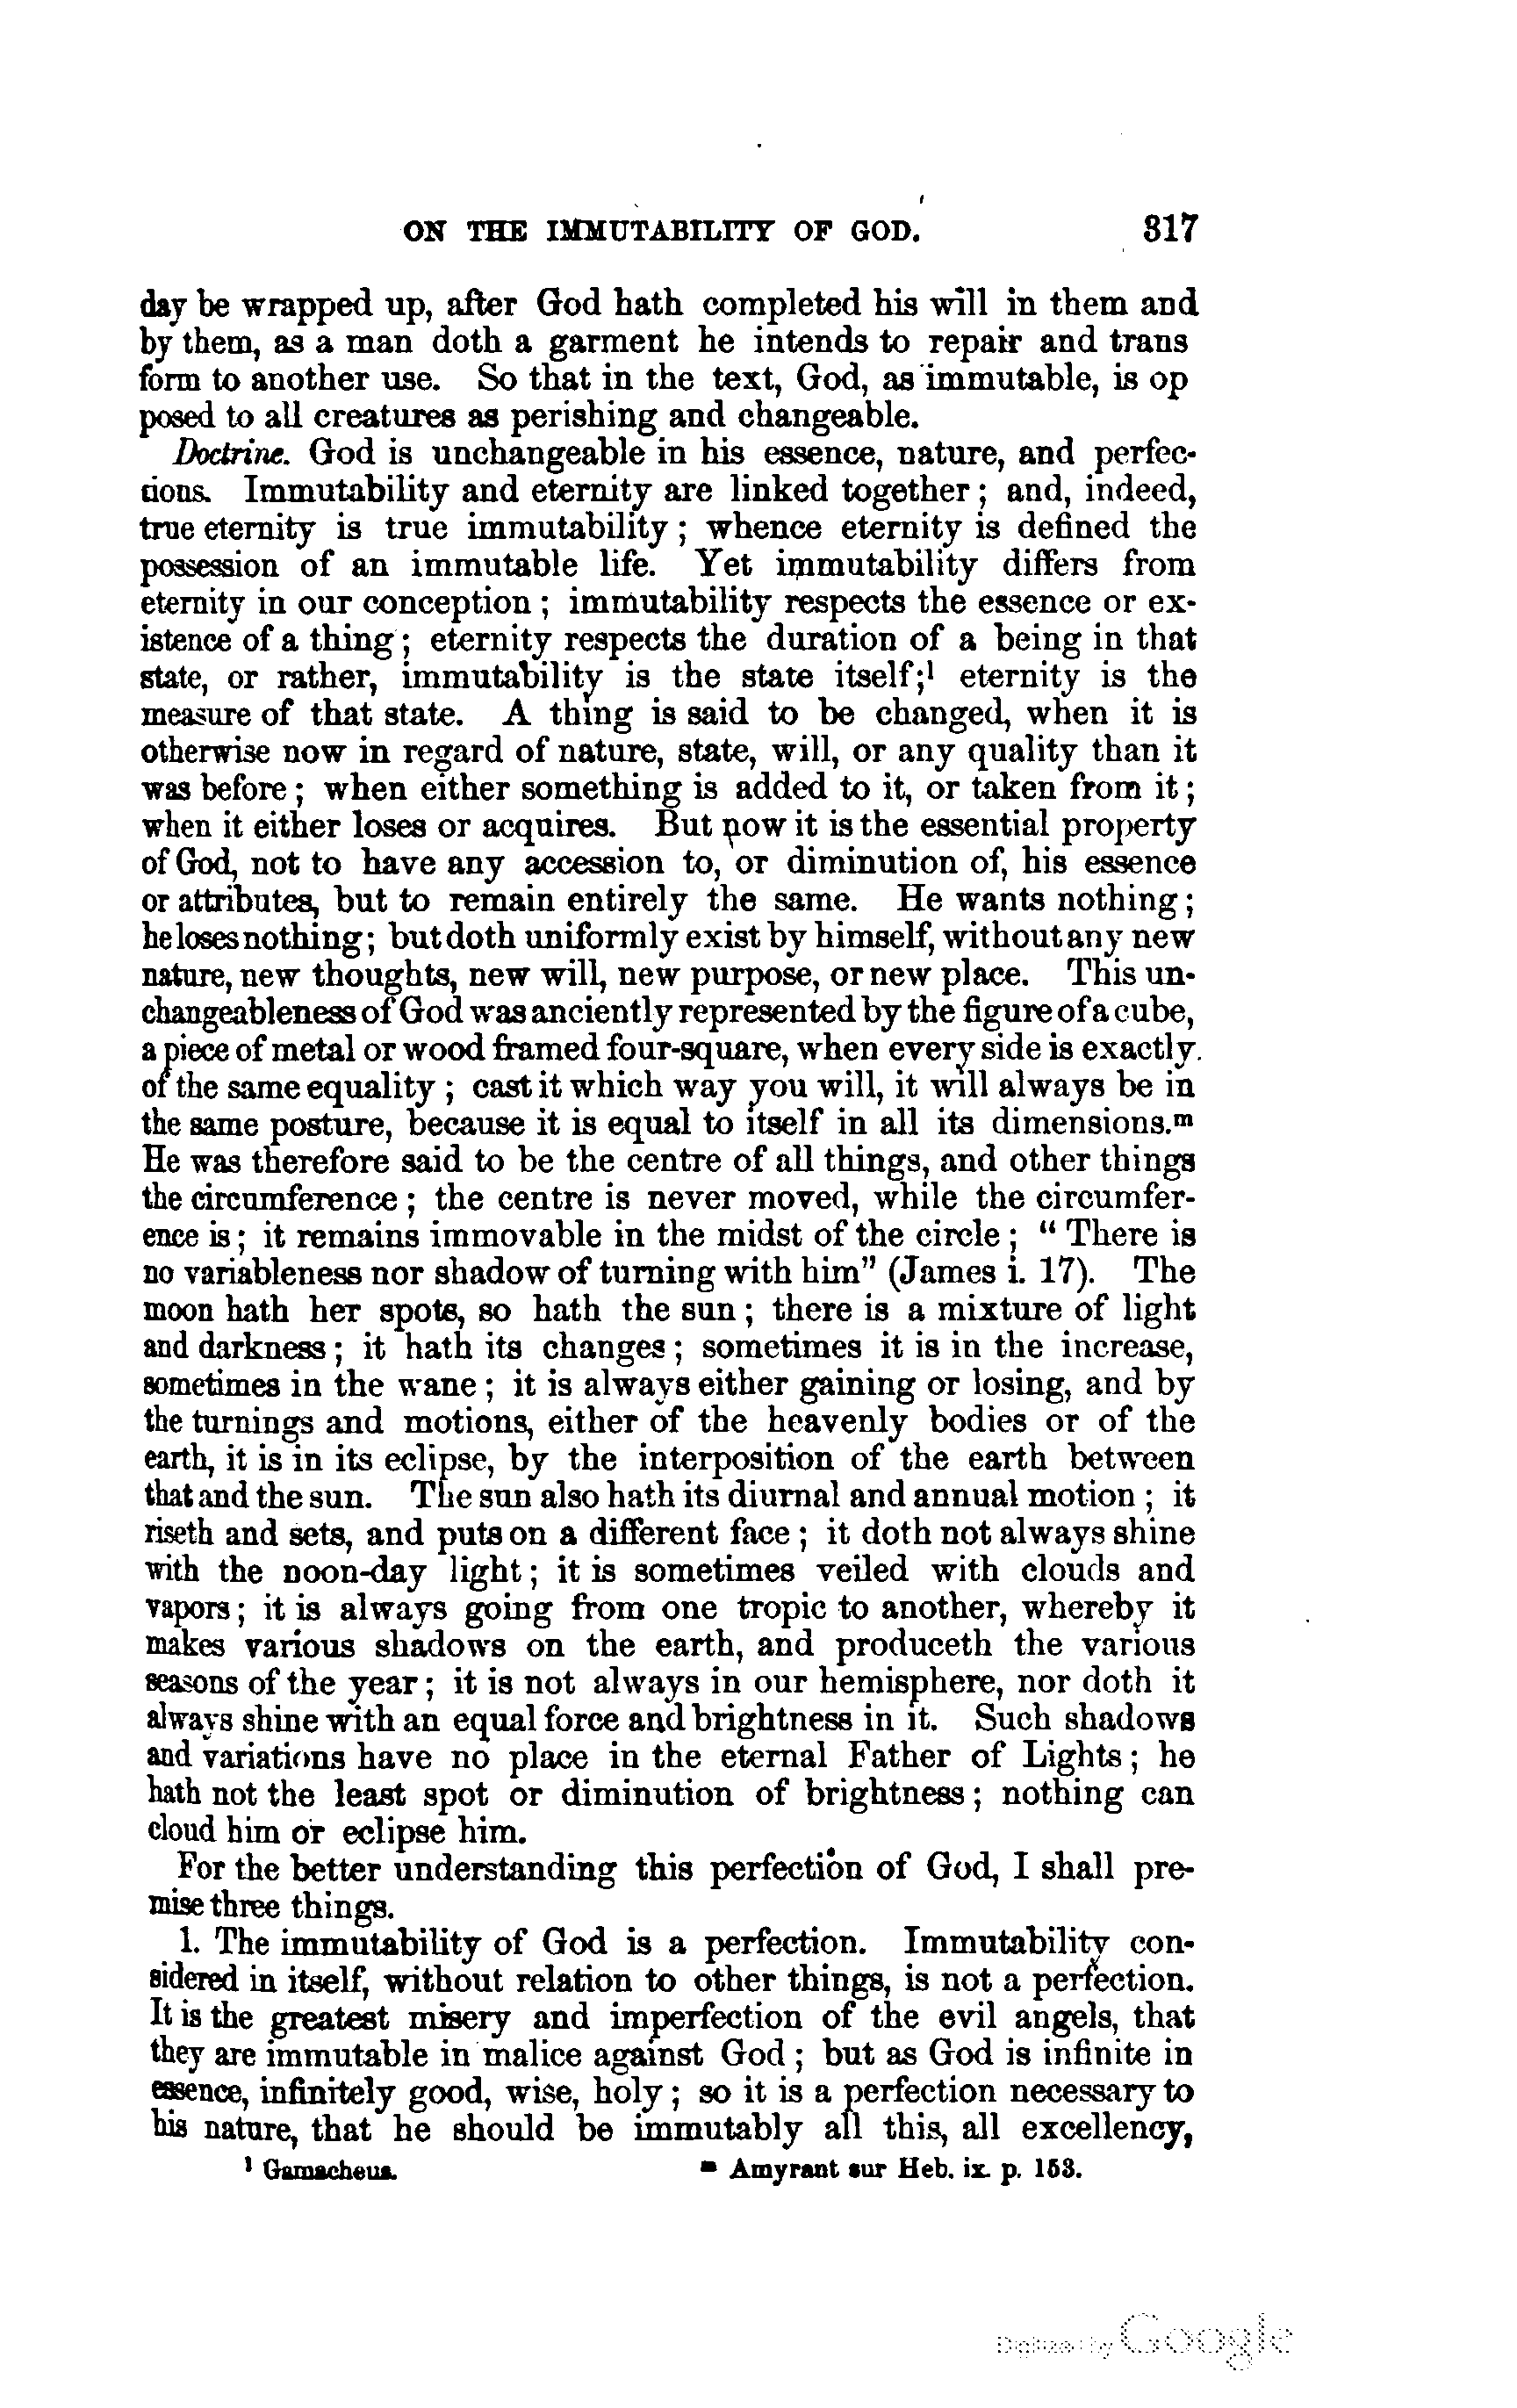 ON THE IMMUTABILITY OF GOD. 317
day be wrapped up, after God hath completed his will in them and
by them, as a man doth a garment he intends to repair and trans
form to another use. So that in the text, God, as immutable, is op
posed to all creatures as perishing and changeable.
Doctrine. God is unchangeable in his essence, nature, and perfec-
tions. Immutability and eternity are linked together; and, indeed,
true eternity is true immutability; whence eternity is defined the
possession of an immutable life. Yet immutability differs from
eternity in our conception; immutability respects the essence or ex-
istence of a thing; eternity respects the duration of a being in that
state, or rather, immutability is the state itself;¹ eternity is the
measure of that state. A thing is said to be changed, when it is
otherwise now in regard of nature, state, will, or any quality than it
was before; when either something is added to it, or taken from it;
when it either loses or acquires. But now it is the essential property
of God, not to have any accession to, or diminution of, his essence
or attributes, but to remain entirely the same. He wants nothing;
he loses nothing; but doth uniformly exist by himself, without any new
nature, new thoughts, new will, new purpose, or new place. This un-
changeableness of God was anciently represented by the figure of a cube,
a piece of metal or wood framed four-square, when every side is exactly.
of the same equality; cast it which way you will, it will always be in
the same posture, because it is equal to itself in all its dimensions.ᵐ
He was therefore said to be the centre of all things, and other things
the circumference; the centre is never moved, while the circumfer-
ence is; it remains immovable in the midst of the circle; "There is
no variableness nor shadow of turning with him" (James i. 17). The
moon hath her spots, so hath the sun; there is a mixture of light
and darkness; it hath its changes; sometimes it is in the increase,
sometimes in the wane; it is always either gaining or losing, and by
the turnings and motions, either of the heavenly bodies or of the
earth, it is in its eclipse, by the interposition of the earth between
that and the sun. The sun also hath its diurnal and annual motion; it
riseth and sets, and puts on a different face; it doth not always shine
with the noon-day light; it is sometimes veiled with clouds and
vapors; it is always going from one tropic to another, whereby it
makes various shadows on the earth, and produceth the various
seasons of the year; it is not always in our hemisphere, nor doth it
always shine with an equal force and brightness in it. Such shadows
and variations have no place in the eternal Father of Lights; he
hath not the least spot or diminution of brightness; nothing can
cloud him or eclipse him.
For the better understanding this perfection of God, I shall pre-
mise three things.
1. The immutability of God is a perfection. Immutability con-
sidered in itself, without relation to other things, is not a perfection.
It is the greatest misery and imperfection of the evil angels, that
they are immutable in malice against God; but as God is infinite in
essence, infinitely good, wise, holy; so it is a perfection necessary to
his nature, that he should be immutably all this, all excellency,
¹ Gamacheus. ᵐ Amyrant sur Heb. ix. p. 153.
Digitized by Google